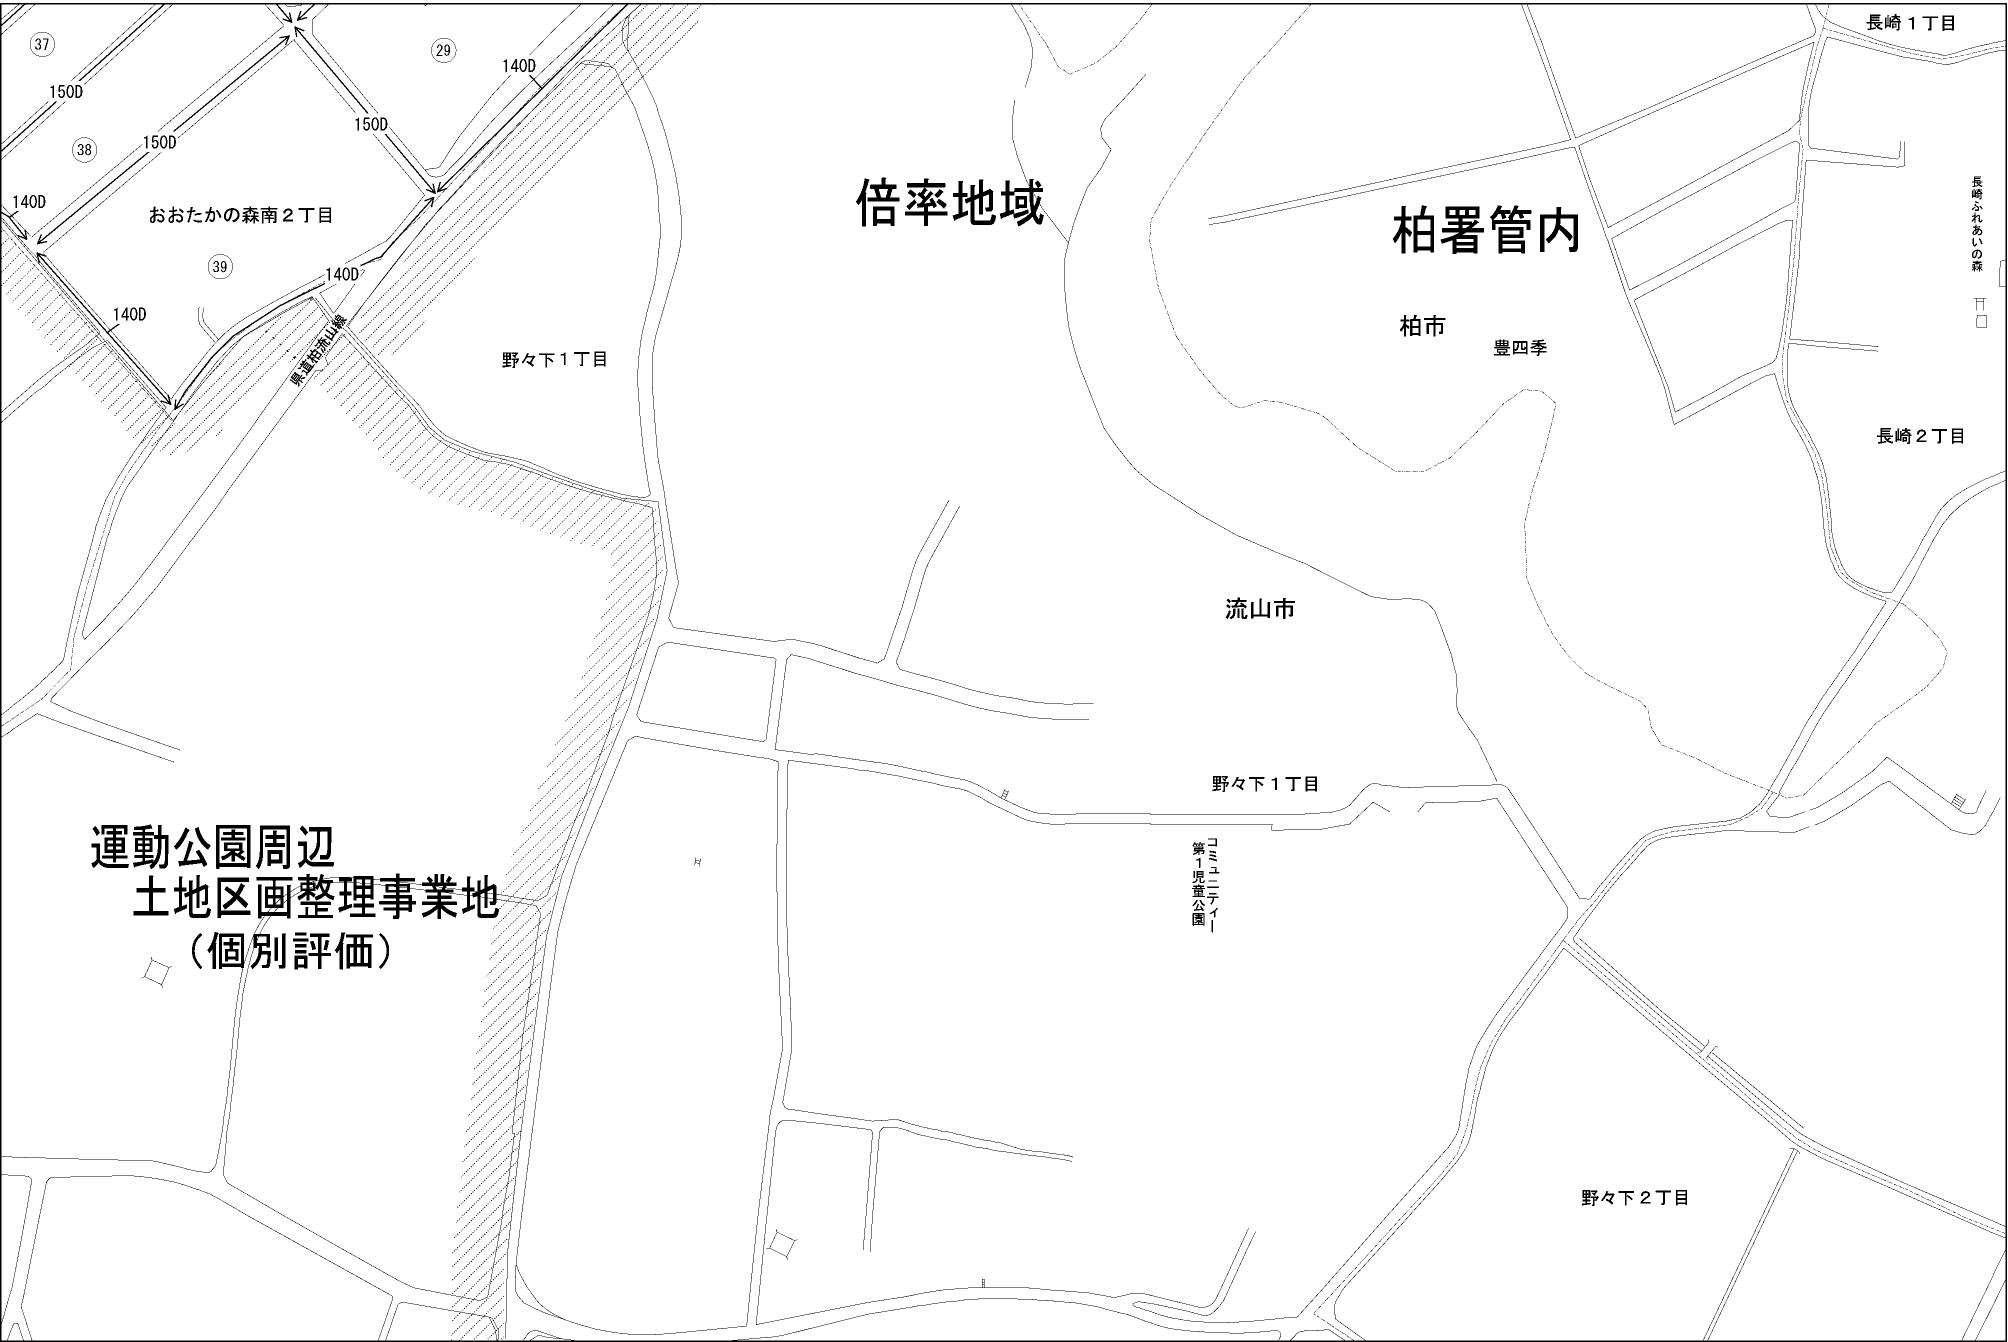 37
29
長崎１丁目
140D
150D
150D
150D
38
140D
おおたかの森南２丁目
倍率地域
柏署管内
長崎ふれあいの森
39
140D
140D
県道柏流山線
柏市
豊四季
野々下１丁目
長崎２丁目
流山市
野々下１丁目
コミュニティー
第１児童公園
運動公園周辺
土地区画整理事業地
（個別評価）
野々下２丁目